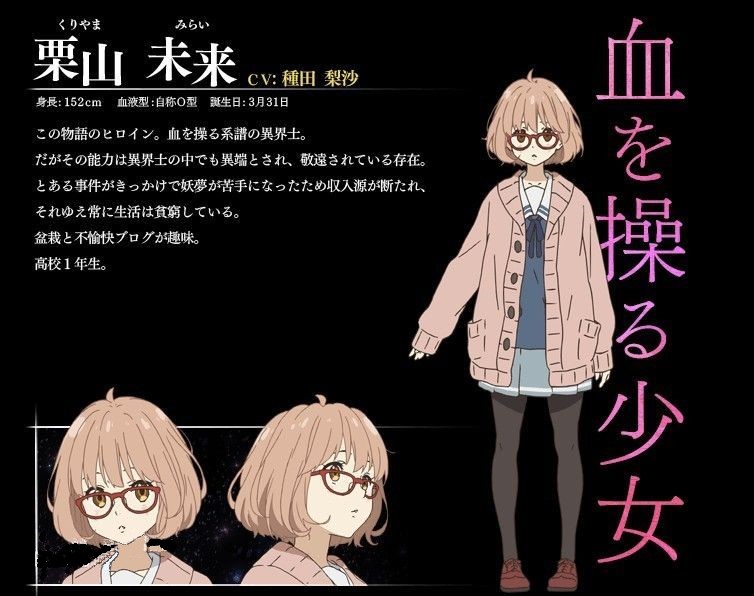 くりやま みらい
栗山 未来 CV: 種田 梨沙
身長:152cm 血液型:自称O型 誕生日:3月31日
この物語のヒロイン。血を操る系譜の異界士。
だがその能力は異界士の中でも異端とされ、敬遠されている存在。
とある事件がきっかけで妖夢が苦手になったため収入源が断たれ、
それゆえ常に生活は貧窮している。
盆栽と不愉快ブログが趣味。
高校1年生。
血を操る少女